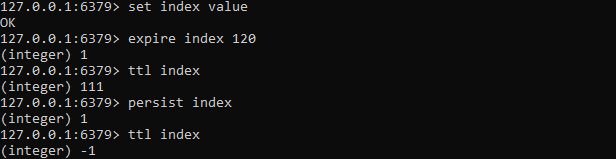 127.0.0.1:6379> set index value
OK
127.0.0.1:6379> expire index 120
(integer) 1
127.0.0.1:6379> ttl index
(integer) 111
127.0.0.1:6379> persist index
(integer) 1
127.0.0.1:6379> ttl index
(integer) -1